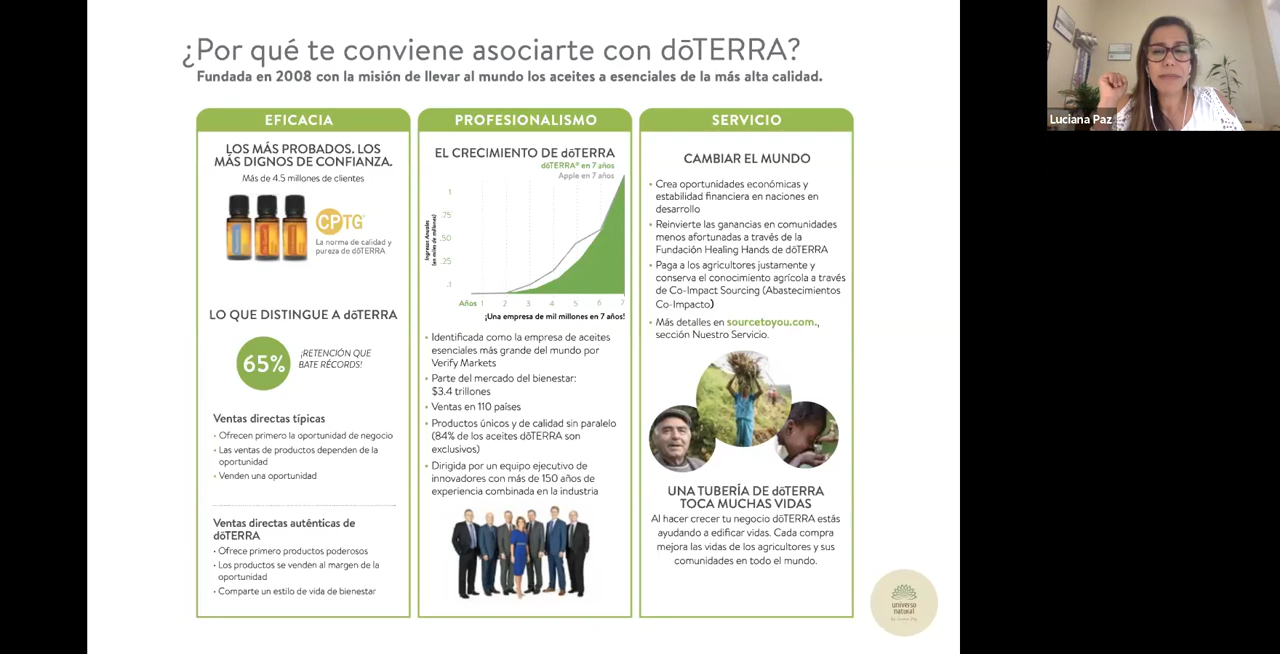 ¿Por qué te conviene asociarte con dōTERRA?
Fundada en 2008 con la misión de llevar al mundo los aceites a esenciales de la más alta calidad.
EFICACIA
LOS MÁS PROBADOS. LOS
MÁS DIGNOS DE CONFIANZA.
Más de 4.5 millones de clientes
CPTG
La norma de calidad y
pureza de dōTERRA
LO QUE DISTINGUE A dōTERRA
65%
¡RETENCIÓN QUE
BATE RÉCORDS!
Ventas directas típicas
• Ofrecen primero la oportunidad de negocio
• Las ventas de productos dependen de la
oportunidad
• Venden una oportunidad
Ventas directas auténticas de
dōTERRA
• Ofrece primero productos poderosos
• Los productos se venden al margen de la
oportunidad
• Comparte un estilo de vida de bienestar
PROFESIONALISMO
EL CRECIMIENTO DE dōTERRA
dōTERRA® en 7 años
Apple en 7 años
Ingresos Anuales
(en miles de millones)
1
.75
.50
.25
.1
Años 1 2 3 4 5 6 7
¡Una empresa de mil millones en 7 años!
• Identificada como la empresa de aceites
esenciales más grande del mundo por
Verify Markets
• Parte del mercado del bienestar:
$3.4 trillones
• Ventas en 110 países
• Productos únicos y de calidad sin paralelo
(84% de los aceites dōTERRA son
exclusivos)
• Dirigida por un equipo ejecutivo de
innovadores con más de 150 años de
experiencia combinada en la industria
SERVICIO
CAMBIAR EL MUNDO
• Crea oportunidades económicas y
estabilidad financiera en naciones en
desarrollo
• Reinvierte las ganancias en comunidades
menos afortunadas a través de la
Fundación Healing Hands de dōTERRA
• Paga a los agricultores justamente y
conserva el conocimiento agrícola a través
de Co-Impact Sourcing (Abastecimientos
Co-Impacto)
• Más detalles en sourcetoyou.com.,
sección Nuestro Servicio.
UNA TUBERÍA DE dōTERRA
TOCA MUCHAS VIDAS
Al hacer crecer tu negocio dōTERRA estás
ayudando a edificar vidas. Cada compra
mejora las vidas de los agricultores y sus
comunidades en todo el mundo.
universo
natural
Luciana Paz